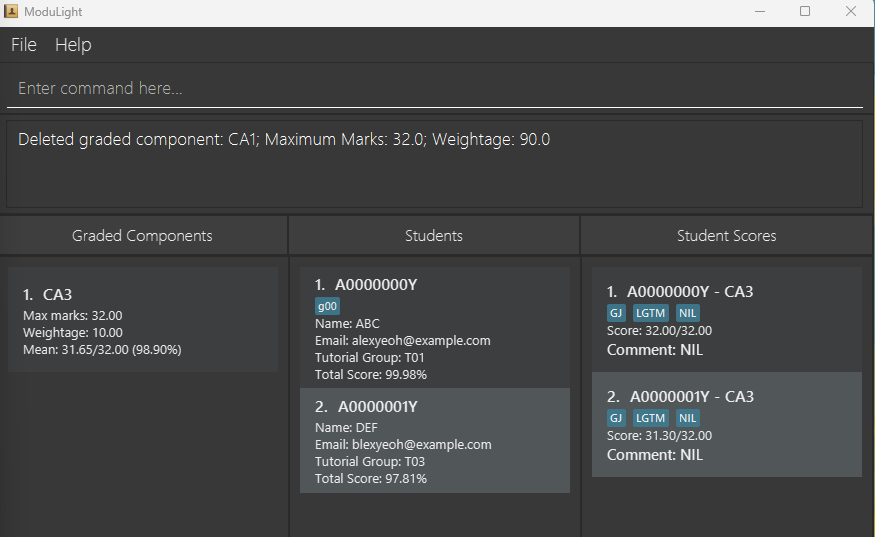 ModuLight
File Help
Enter command here...
Deleted graded component: CA1; Maximum Marks: 32.0; Weightage: 90.0
Graded Components
1. CA3
Max marks: 32.00
Weightage: 10.00
Mean: 31.65/32.00 (98.90%)
Students
1. A0000000Y
g00
Name: ABC
Email: alexyeoh@example.com
Tutorial Group: T01
Total Score: 99.98%
2. A0000001Y
Name: DEF
Email: blexyeoh@example.com
Tutorial Group: T03
Total Score: 97.81%
Student Scores
1. A0000000Y - CA3
GJ LGTM NIL
Score: 32.00/32.00
Comment: NIL
2. A0000001Y - CA3
GJ LGTM NIL
Score: 31.30/32.00
Comment: NIL